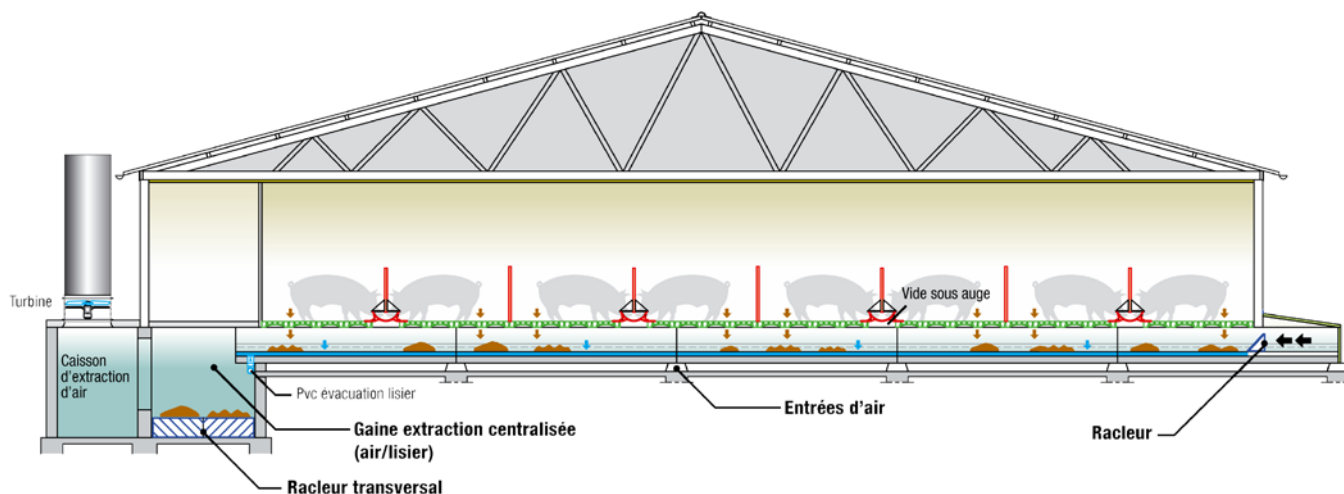 Turbine
Vide sous auge
Caisson
d'extraction
d'air
Pvc évacuation lisier
Entrées d'air
Gaine extraction centralisée
(air/lisier)
Racleur
Racleur transversal